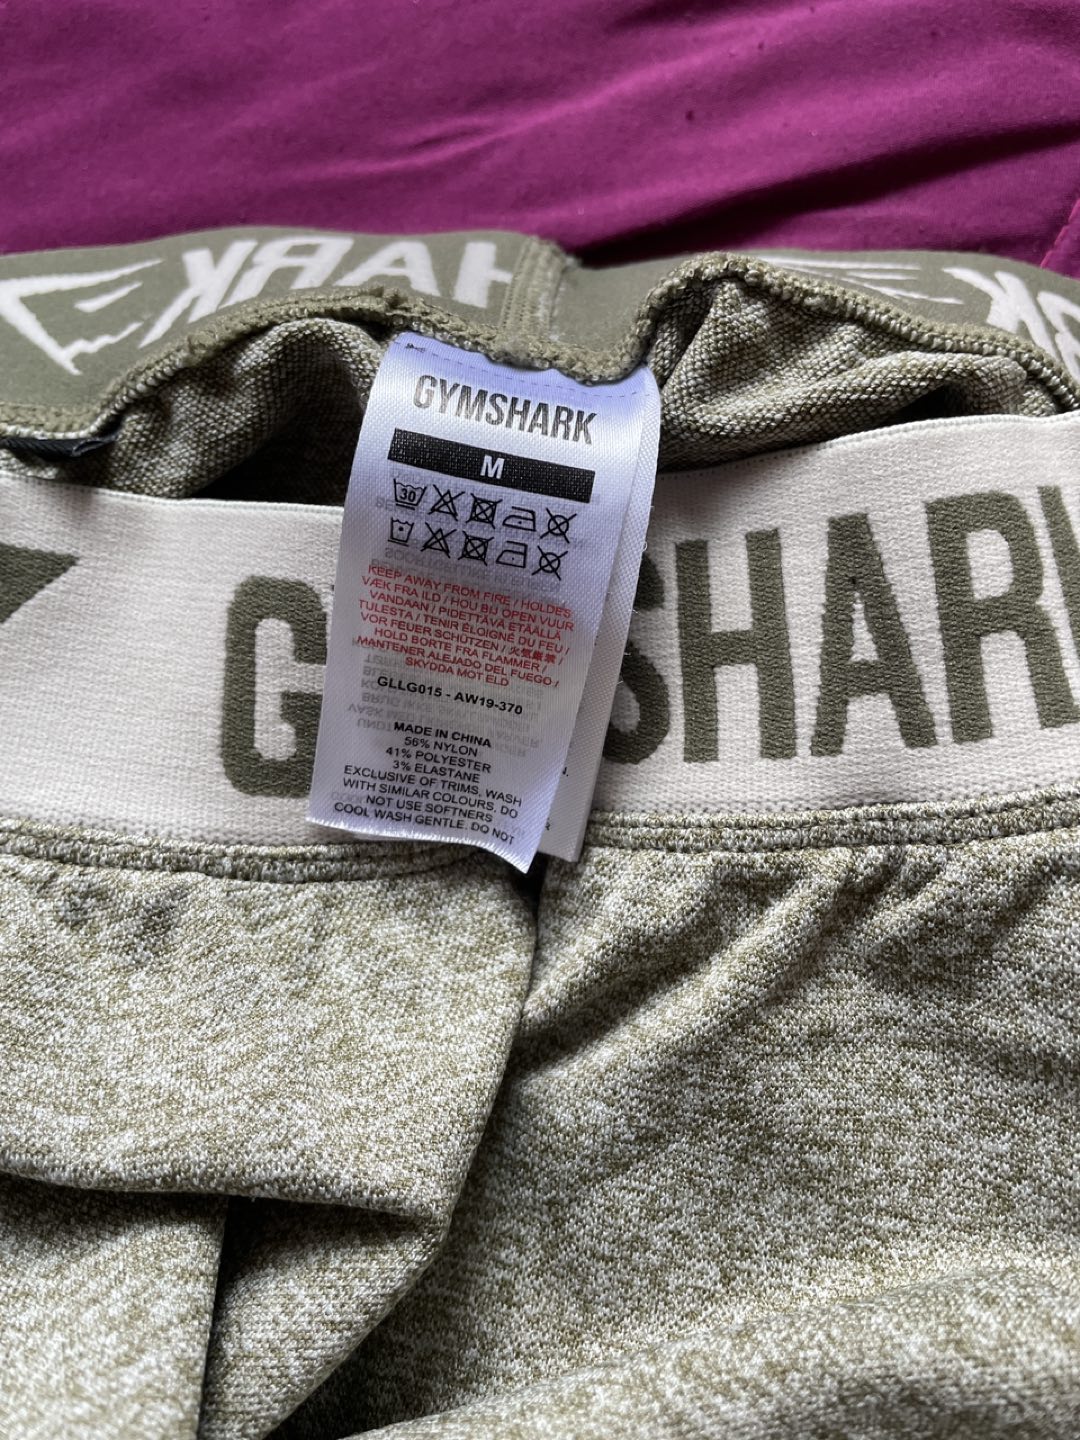 HARK
RK
GYMSHARK
M
30
KEEP AWAY FROM FIRE / HOLDES
VÆK FRA ILD / HOU BIJ OPEN VUUR
VANDAAN / PIDETTÄVÄ ETÄÄLLÄ
TULESTA / TENIR ÉLOIGNÉ DU FEU /
VOR FEUER SCHÜTZEN / 火気厳禁 /
HOLD BORTE FRA FLAMMER /
MANTENER ALEJADO DEL FUEGO /
SKYDDA MOT ELD
GLLG015 - AW19-370
MADE IN CHINA
56% NYLON
41% POLYESTER
3% ELASTANE
EXCLUSIVE OF TRIMS, WASH
WITH SIMILAR COLOURS, DO
NOT USE SOFTNERS
COOL WASH GENTLE. DO NOT
G SHARK